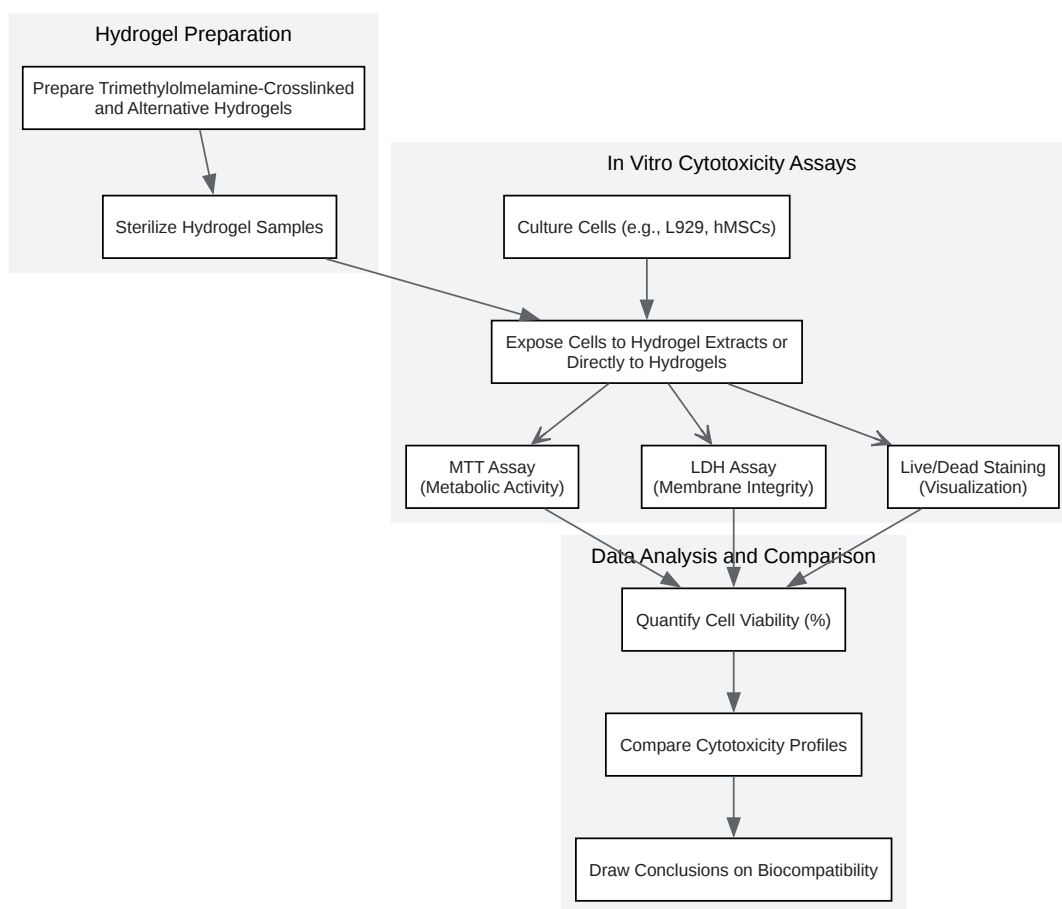 Hydrogel Preparation
Prepare Trimethylolmelamine-Crosslinked
and Alternative Hydrogels
Sterilize Hydrogel Samples
In Vitro Cytotoxicity Assays
Culture Cells (e.g., L929, hMSCs)
Expose Cells to Hydrogel Extracts or
Directly to Hydrogels
MTT Assay
(Metabolic Activity)
LDH Assay
(Membrane Integrity)
Live/Dead Staining
(Visualization)
Data Analysis and Comparison
Quantify Cell Viability (%)
Compare Cytotoxicity Profiles
Draw Conclusions on Biocompatibility